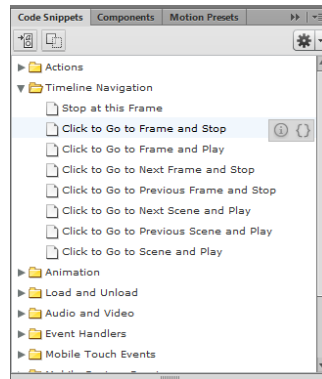 Code Snippets Components Motion Presets
Actions
Timeline Navigation
Stop at this Frame
Click to Go to Frame and Stop
Click to Go to Frame and Play
Click to Go to Next Frame and Stop
Click to Go to Previous Frame and Stop
Click to Go to Next Scene and Play
Click to Go to Previous Scene and Play
Click to Go to Scene and Play
Animation
Load and Unload
Audio and Video
Event Handlers
Mobile Touch Events